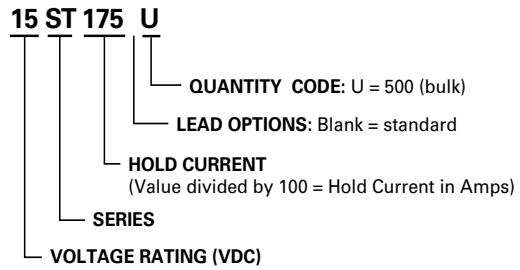 15 ST 175 U
QUANTITY CODE: U = 500 (bulk)
LEAD OPTIONS: Blank = standard
HOLD CURRENT
(Value divided by 100 = Hold Current in Amps)
SERIES
VOLTAGE RATING (VDC)